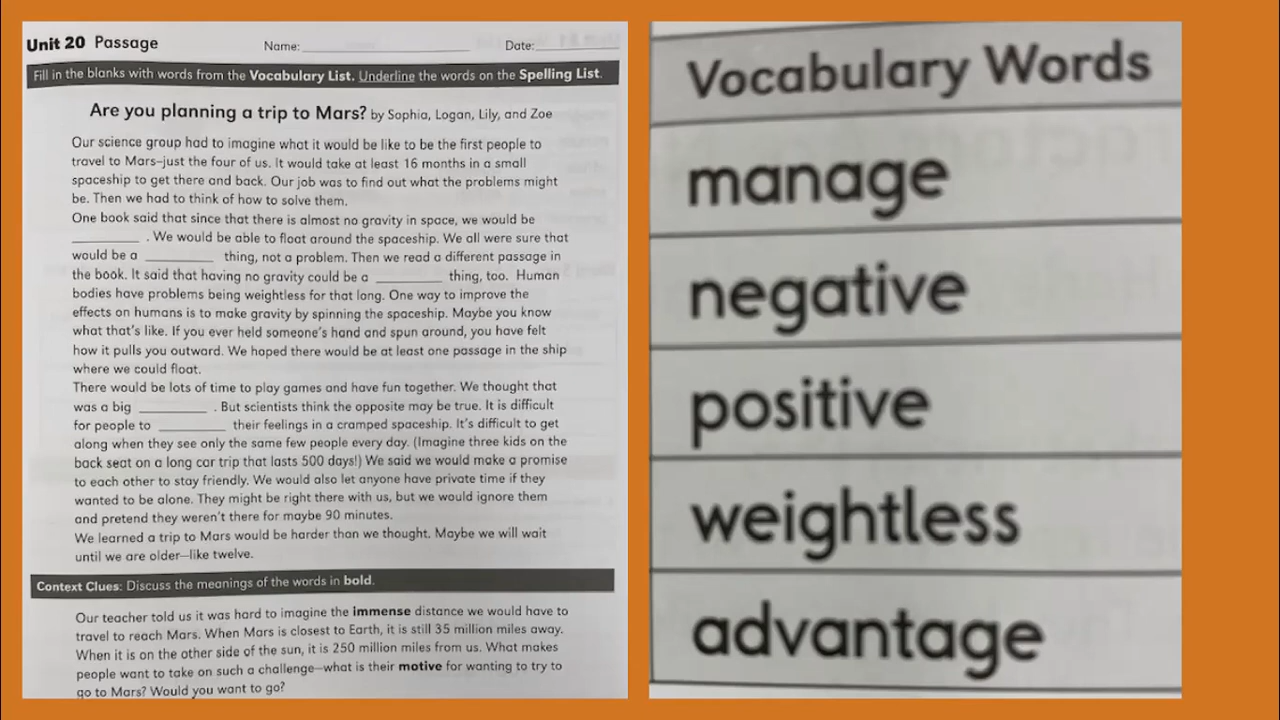 Unit 20 Passage Name: Date:
Fill in the blanks with words from the Vocabulary List. Underline the words on the Spelling List.
Are you planning a trip to Mars? by Sophia, Logan, Lily, and Zoe
Our science group had to imagine what it would be like to be the first people to
travel to Mars–just the four of us. It would take at least 16 months in a small
spaceship to get there and back. Our job was to find out what the problems might
be. Then we had to think of how to solve them.
One book said that since that there is almost no gravity in space, we would be
__________ . We would be able to float around the spaceship. We all were sure that
would be a __________ thing, not a problem. Then we read a different passage in
the book. It said that having no gravity could be a __________ thing, too. Human
bodies have problems being weightless for that long. One way to improve the
effects on humans is to make gravity by spinning the spaceship. Maybe you know
what that's like. If you ever held someone's hand and spun around, you have felt
how it pulls you outward. We hoped there would be at least one passage in the ship
where we could float.
There would be lots of time to play games and have fun together. We thought that
was a big __________ . But scientists think the opposite may be true. It is difficult
for people to __________ their feelings in a cramped spaceship. It's difficult to get
along when they see only the same few people every day. (Imagine three kids on the
back seat on a long car trip that lasts 500 days!) We said we would make a promise
to each other to stay friendly. We would also let anyone have private time if they
wanted to be alone. They might be right there with us, but we would ignore them
and pretend they weren't there for maybe 90 minutes.
We learned a trip to Mars would be harder than we thought. Maybe we will wait
until we are older—like twelve.
Context Clues: Discuss the meanings of the words in bold.
Our teacher told us it was hard to imagine the immense distance we would have to
travel to reach Mars. When Mars is closest to Earth, it is still 35 million miles away.
When it is on the other side of the sun, it is 250 million miles from us. What makes
people want to take on such a challenge—what is their motive for wanting to try to
go to Mars? Would you want to go?
Vocabulary Words
manage
negative
positive
weightless
advantage